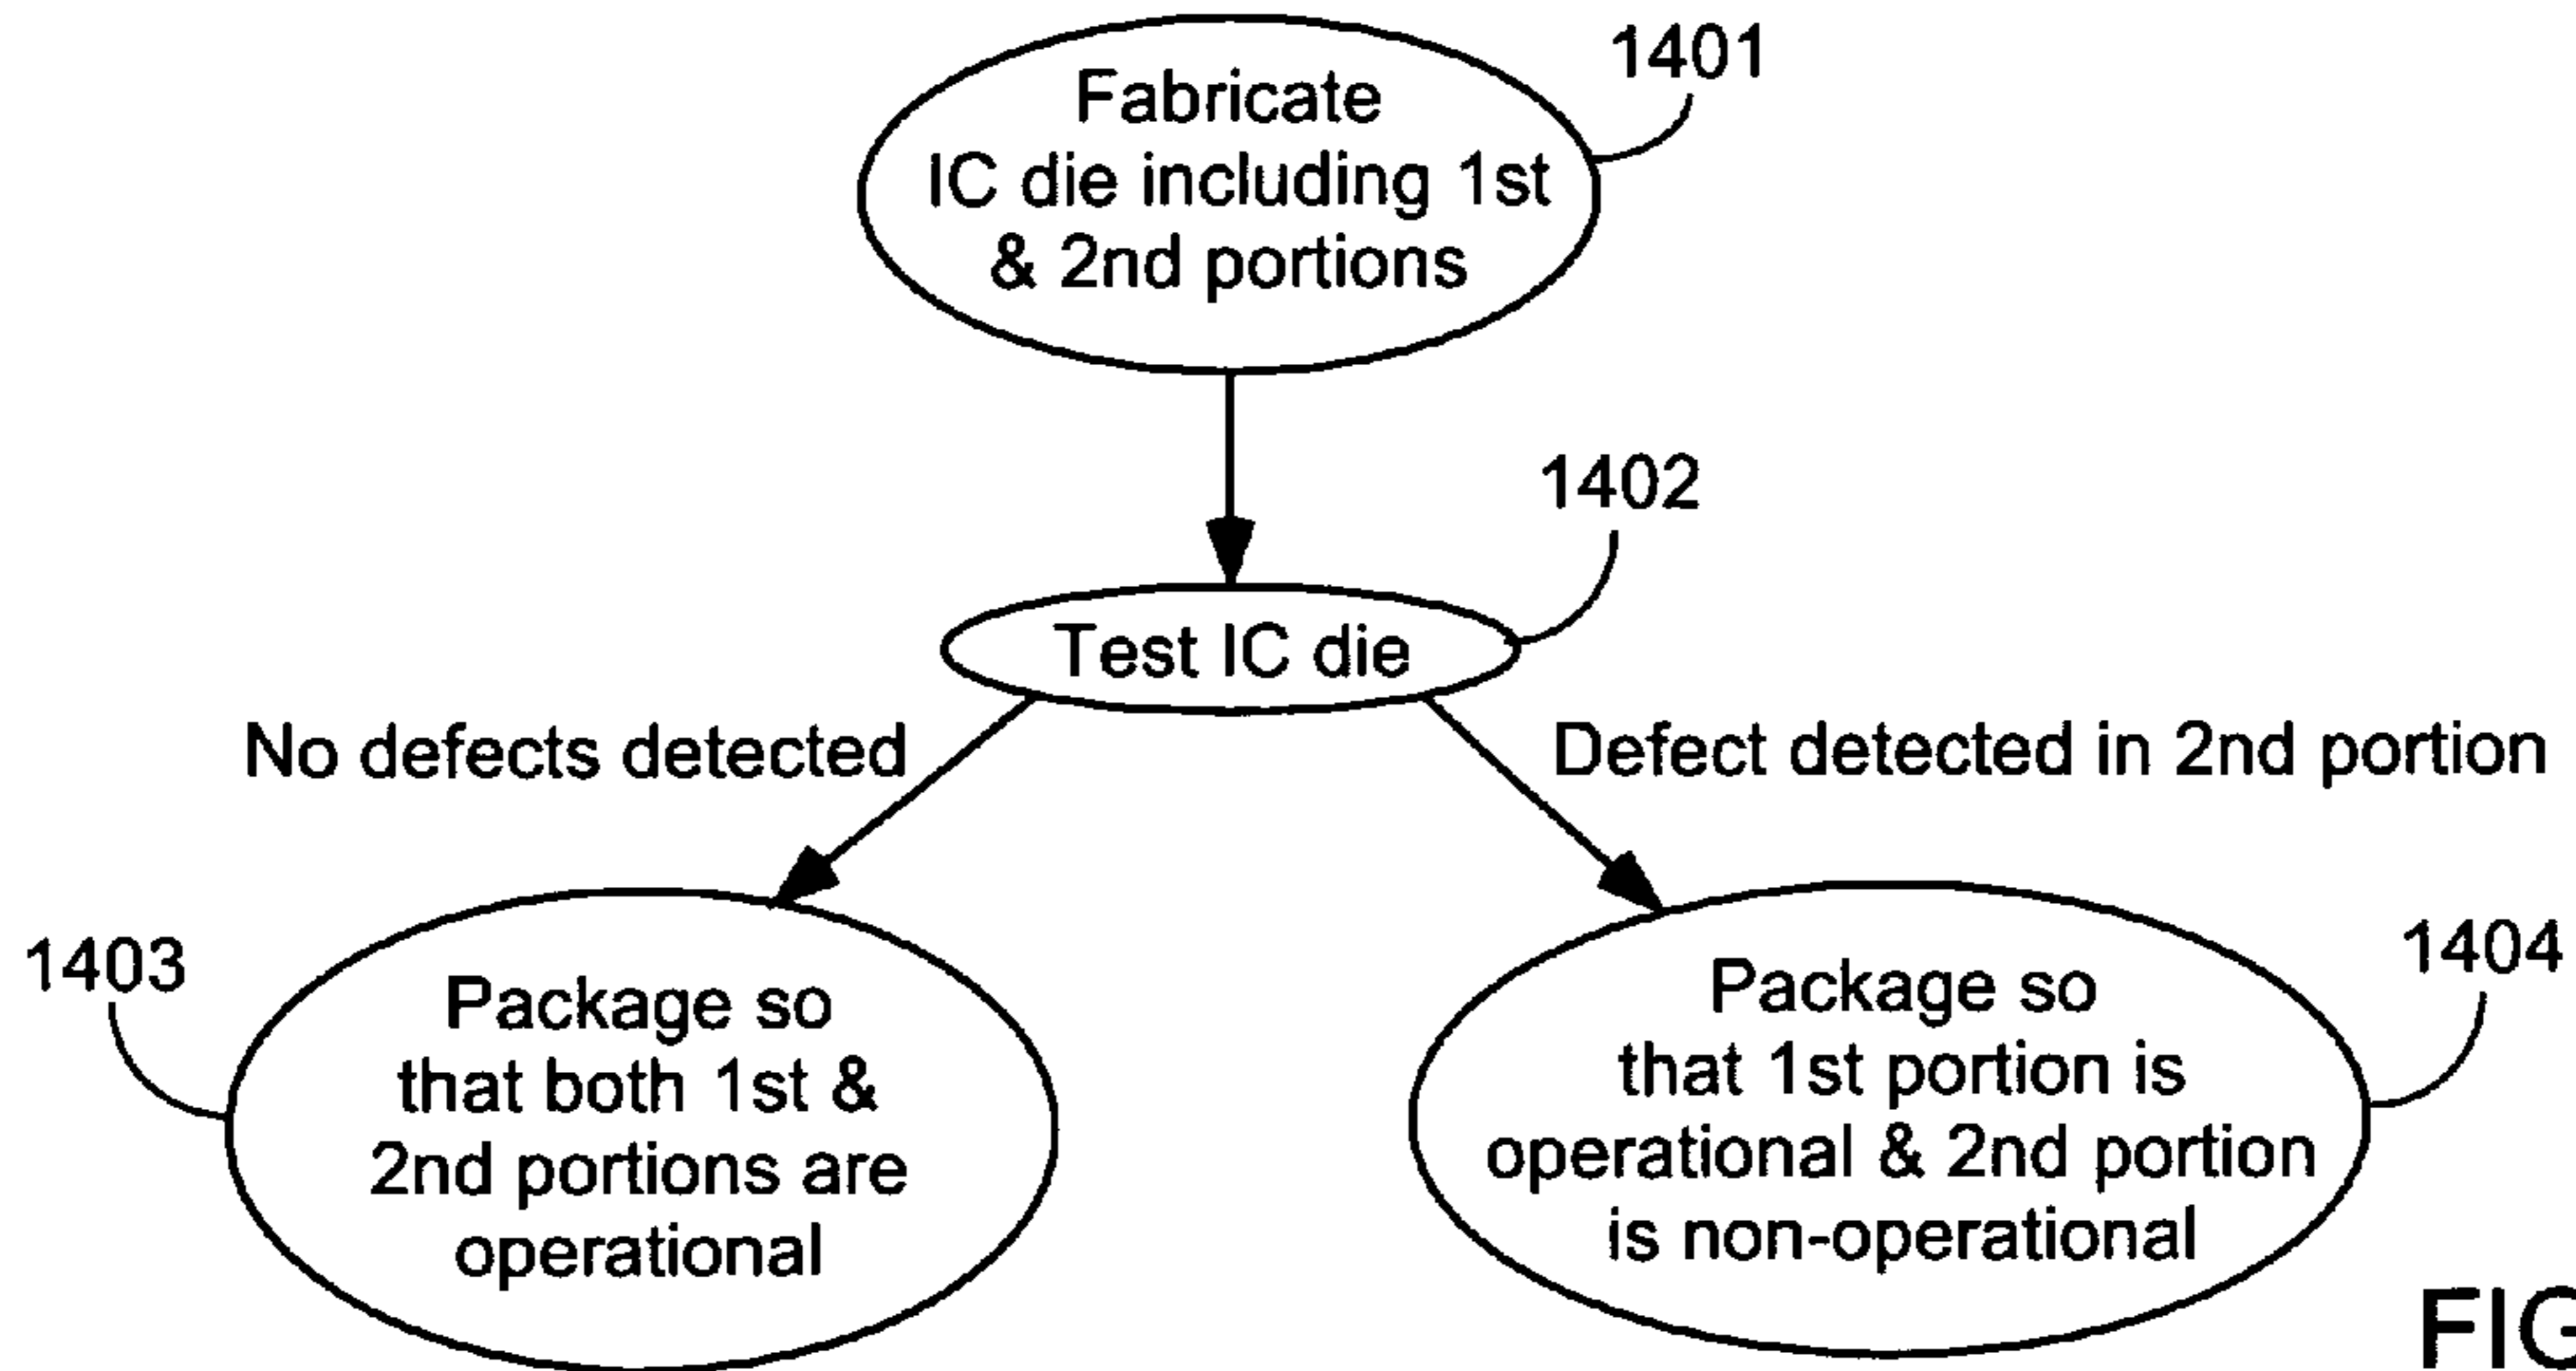 Fabricate
IC die including 1st
& 2nd portions
1401
Test IC die
1402
No defects detected
Defect detected in 2nd portion
1403
Package so
that both 1st &
2nd portions are
operational
Package so
that 1st portion is
operational & 2nd portion
is non-operational
1404
FIG